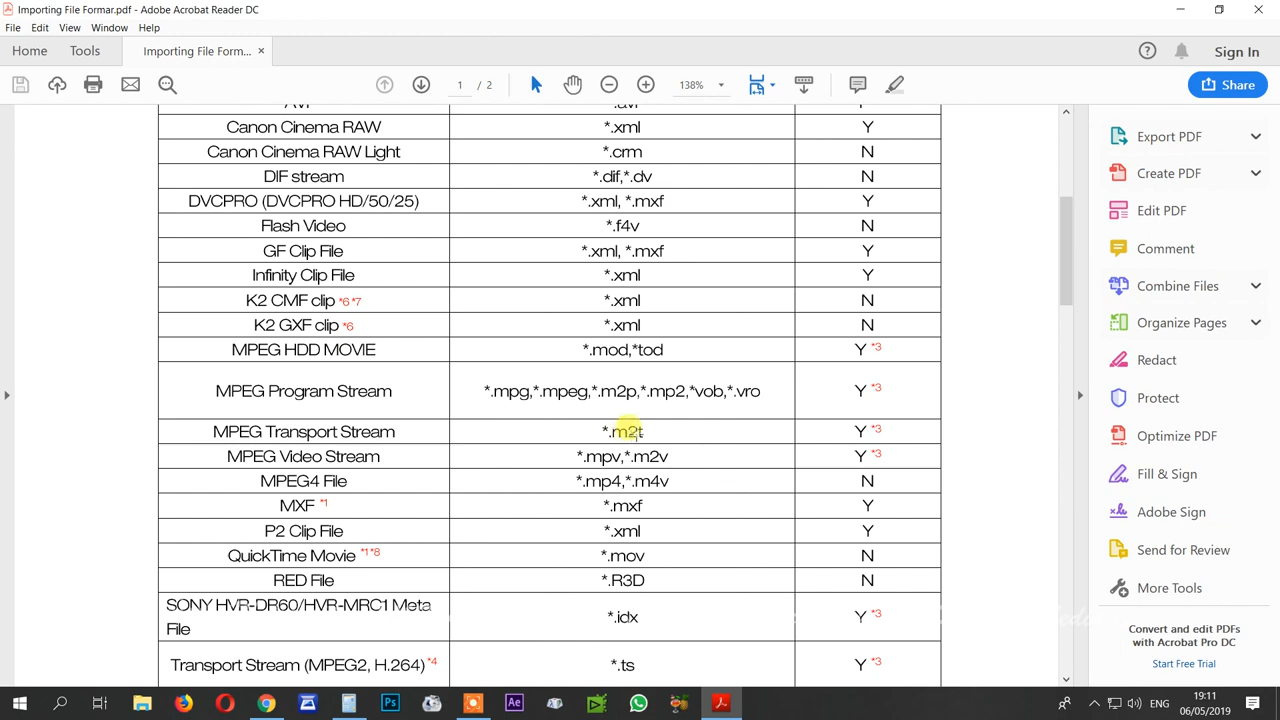 Importing File Formar.pdf - Adobe Acrobat Reader DC
File Edit View Window Help
Home Tools Importing File Form... × Sign In
1 / 2 138% Share
AVI *.avi
Canon Cinema RAW *.xml Y
Canon Cinema RAW Light *.crm N
DIF stream *.dif,*.dv N
DVCPRO (DVCPRO HD/50/25) *.xml, *.mxf Y
Flash Video *.f4v N
GF Clip File *.xml, *.mxf Y
Infinity Clip File *.xml Y
K2 CMF clip *6 *7 *.xml N
K2 GXF clip *6 *.xml N
MPEG HDD MOVIE *.mod,*tod Y *3
MPEG Program Stream *.mpg,*.mpeg,*.m2p,*.mp2,*vob,*.vro Y *3
MPEG Transport Stream *.m2t Y *3
MPEG Video Stream *.mpv,*.m2v Y *3
MPEG4 File *.mp4,*.m4v N
MXF *1 *.mxf Y
P2 Clip File *.xml Y
QuickTime Movie *1*8 *.mov N
RED File *.R3D N
SONY HVR-DR60/HVR-MRC1 Meta
File *.idx Y *3
Transport Stream (MPEG2, H.264) *4 *.ts Y *3
Export PDF
Create PDF
Edit PDF
Comment
Combine Files
Organize Pages
Redact
Protect
Optimize PDF
Fill & Sign
Adobe Sign
Send for Review
More Tools
Convert and edit PDFs
with Acrobat Pro DC
Start Free Trial
Ps Ae
19:11
06/05/2019